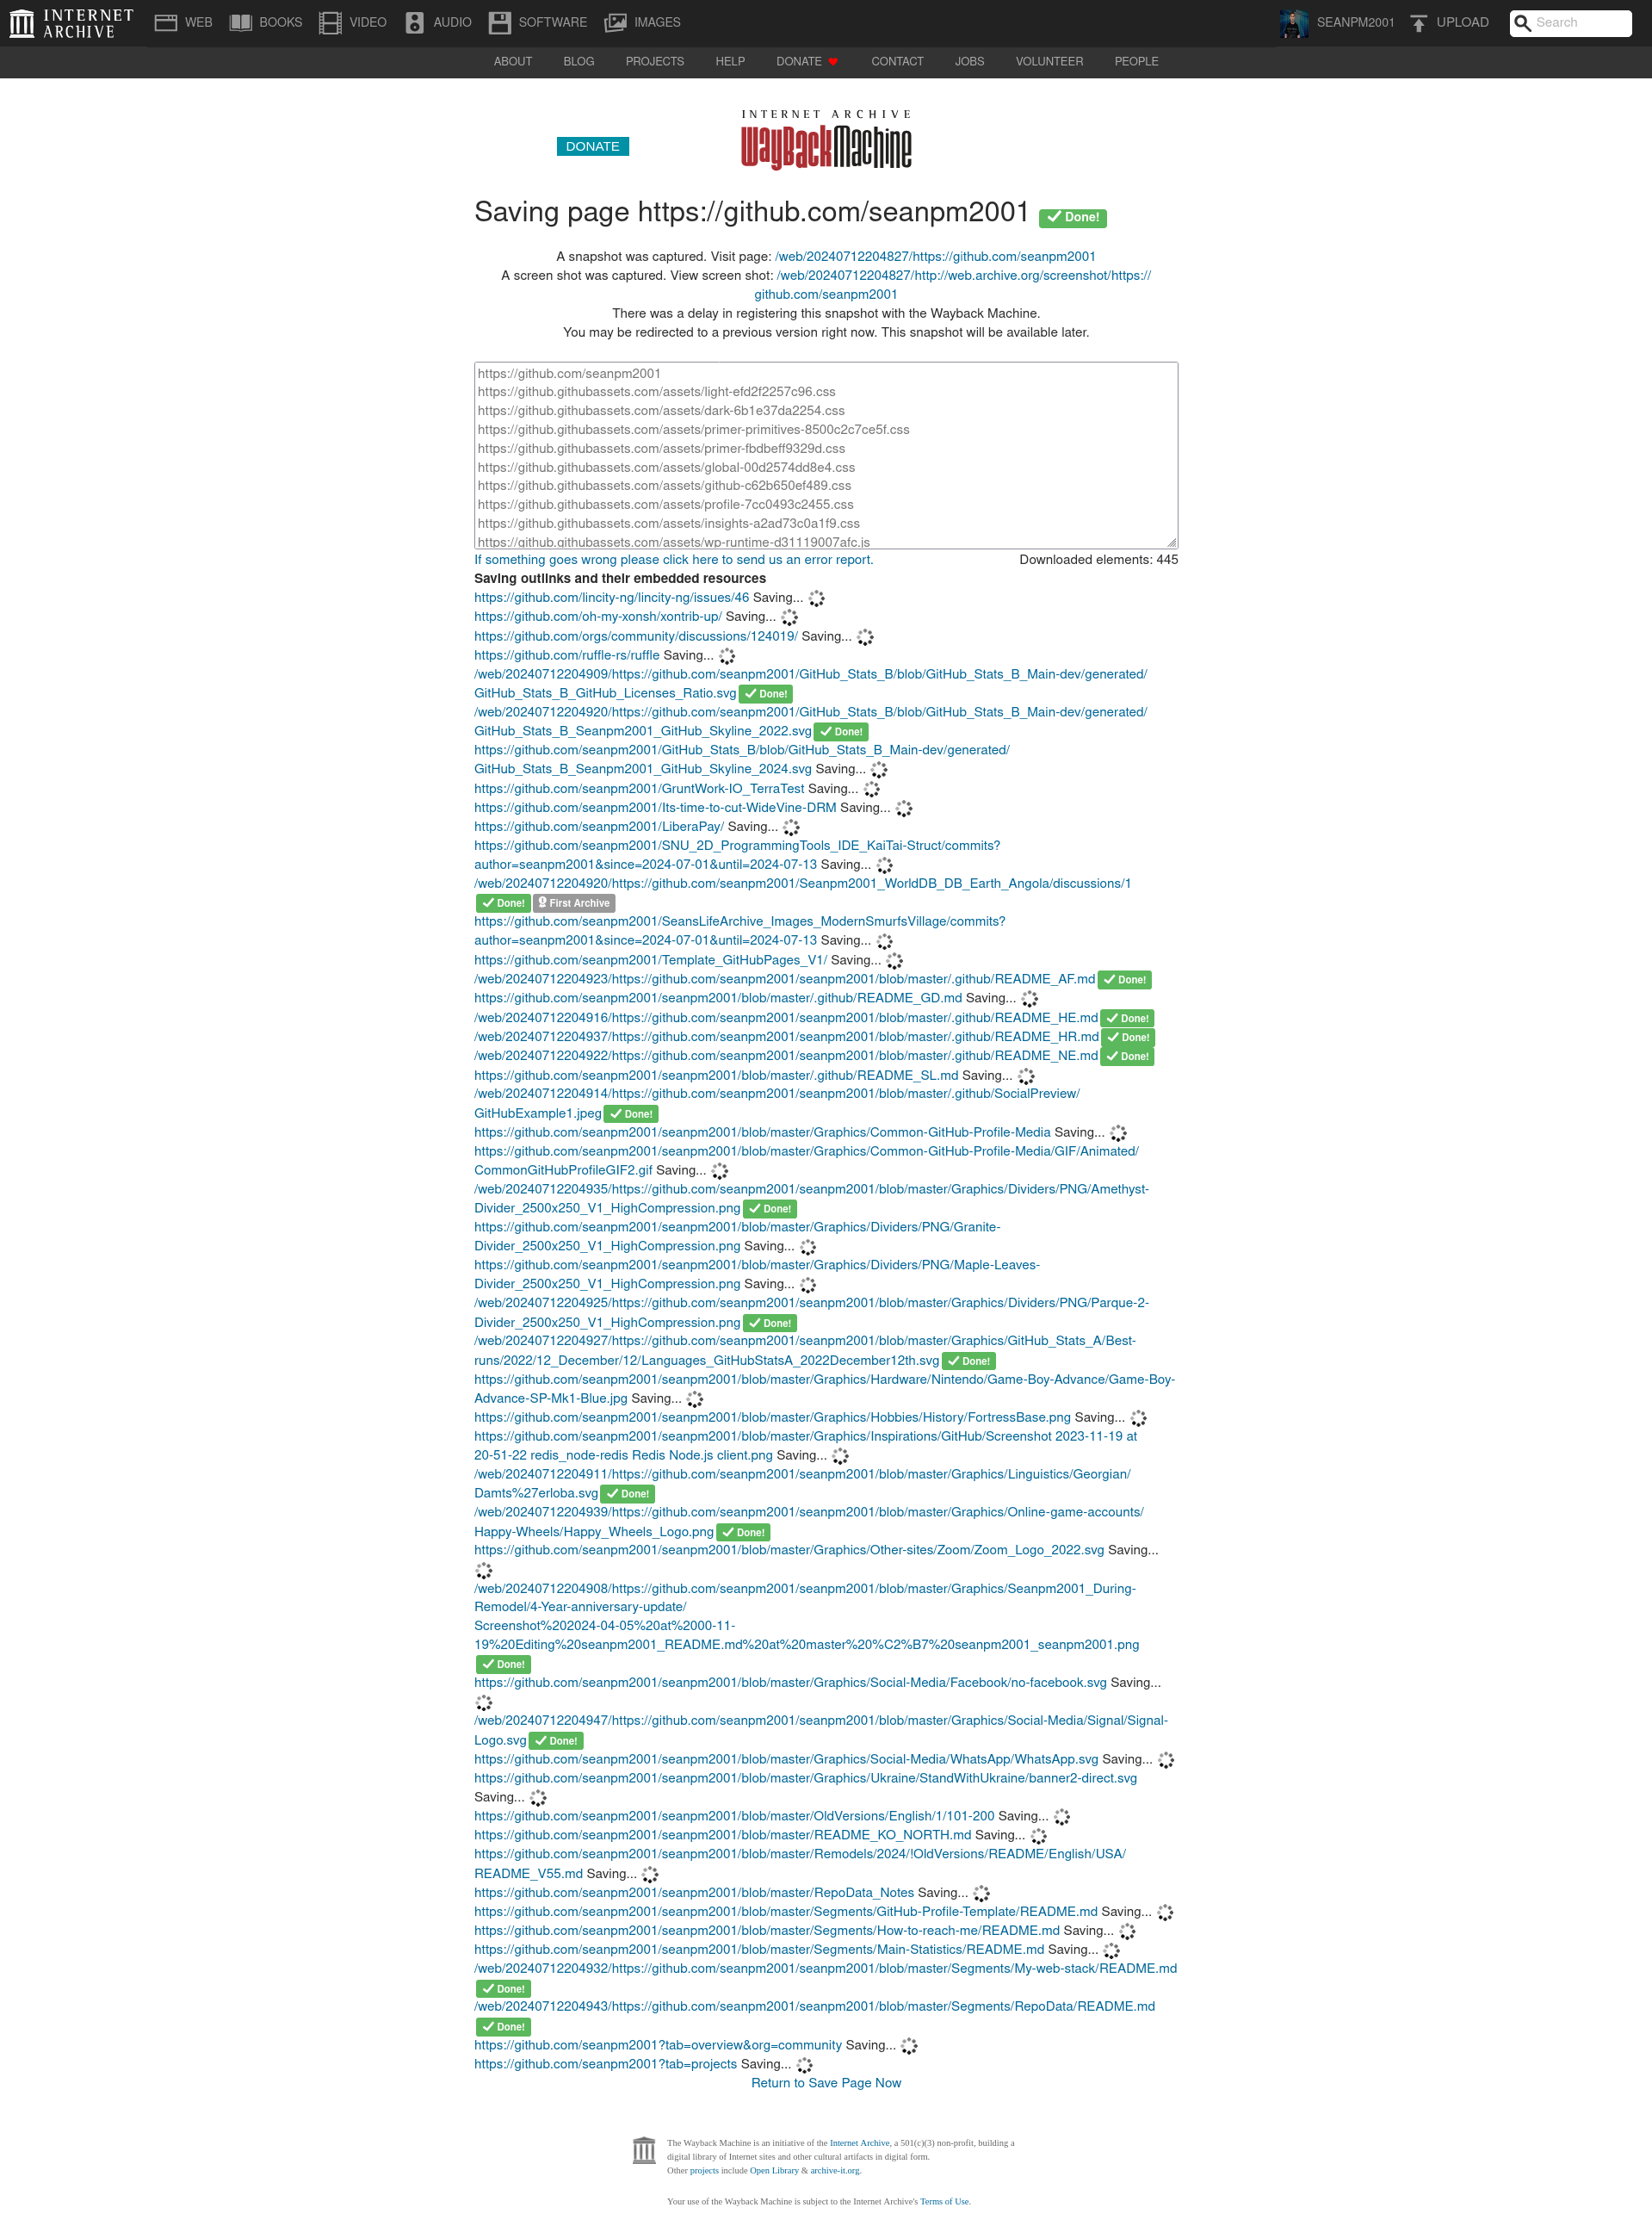 INTERNET ARCHIVE
WEB BOOKS VIDEO AUDIO SOFTWARE IMAGES SEANPM2001 UPLOAD Search
ABOUT BLOG PROJECTS HELP DONATE CONTACT JOBS VOLUNTEER PEOPLE
INTERNET ARCHIVE
DONATE WayBackMachine
Saving page https://github.com/seanpm2001 Done!
A snapshot was captured. Visit page: /web/20240712204827/https://github.com/seanpm2001
A screen shot was captured. View screen shot: /web/20240712204827/http://web.archive.org/screenshot/https://
github.com/seanpm2001
There was a delay in registering this snapshot with the Wayback Machine.
You may be redirected to a previous version right now. This snapshot will be available later.
https://github.com/seanpm2001
https://github.githubassets.com/assets/light-efd2f2257c96.css
https://github.githubassets.com/assets/dark-6b1e37da2254.css
https://github.githubassets.com/assets/primer-primitives-8500c2c7ce5f.css
https://github.githubassets.com/assets/primer-fbdbeff9329d.css
https://github.githubassets.com/assets/global-00d2574dd8e4.css
https://github.githubassets.com/assets/github-c62b650ef489.css
https://github.githubassets.com/assets/profile-7cc0493c2455.css
https://github.githubassets.com/assets/insights-a2ad73c0a1f9.css
https://github.githubassets.com/assets/wp-runtime-d31119007afc.js
If something goes wrong please click here to send us an error report. Downloaded elements: 445
Saving outlinks and their embedded resources
https://github.com/lincity-ng/lincity-ng/issues/46 Saving...
https://github.com/oh-my-xonsh/xontrib-up/ Saving...
https://github.com/orgs/community/discussions/124019/ Saving...
https://github.com/ruffle-rs/ruffle Saving...
/web/20240712204909/https://github.com/seanpm2001/GitHub_Stats_B/blob/GitHub_Stats_B_Main-dev/generated/
GitHub_Stats_B_GitHub_Licenses_Ratio.svg Done!
/web/20240712204920/https://github.com/seanpm2001/GitHub_Stats_B/blob/GitHub_Stats_B_Main-dev/generated/
GitHub_Stats_B_Seanpm2001_GitHub_Skyline_2022.svg Done!
https://github.com/seanpm2001/GitHub_Stats_B/blob/GitHub_Stats_B_Main-dev/generated/
GitHub_Stats_B_Seanpm2001_GitHub_Skyline_2024.svg Saving...
https://github.com/seanpm2001/GruntWork-IO_TerraTest Saving...
https://github.com/seanpm2001/Its-time-to-cut-WideVine-DRM Saving...
https://github.com/seanpm2001/LiberaPay/ Saving...
https://github.com/seanpm2001/SNU_2D_ProgrammingTools_IDE_KaiTai-Struct/commits?
author=seanpm2001&since=2024-07-01&until=2024-07-13 Saving...
/web/20240712204920/https://github.com/seanpm2001/Seanpm2001_WorldDB_DB_Earth_Angola/discussions/1
Done! First Archive
https://github.com/seanpm2001/SeansLifeArchive_Images_ModernSmurfsVillage/commits?
author=seanpm2001&since=2024-07-01&until=2024-07-13 Saving...
https://github.com/seanpm2001/Template_GitHubPages_V1/ Saving...
/web/20240712204923/https://github.com/seanpm2001/seanpm2001/blob/master/.github/README_AF.md Done!
https://github.com/seanpm2001/seanpm2001/blob/master/.github/README_GD.md Saving...
/web/20240712204916/https://github.com/seanpm2001/seanpm2001/blob/master/.github/README_HE.md Done!
/web/20240712204937/https://github.com/seanpm2001/seanpm2001/blob/master/.github/README_HR.md Done!
/web/20240712204922/https://github.com/seanpm2001/seanpm2001/blob/master/.github/README_NE.md Done!
https://github.com/seanpm2001/seanpm2001/blob/master/.github/README_SL.md Saving...
/web/20240712204914/https://github.com/seanpm2001/seanpm2001/blob/master/.github/SocialPreview/
GitHubExample1.jpeg Done!
https://github.com/seanpm2001/seanpm2001/blob/master/Graphics/Common-GitHub-Profile-Media Saving...
https://github.com/seanpm2001/seanpm2001/blob/master/Graphics/Common-GitHub-Profile-Media/GIF/Animated/
CommonGitHubProfileGIF2.gif Saving...
/web/20240712204935/https://github.com/seanpm2001/seanpm2001/blob/master/Graphics/Dividers/PNG/Amethyst-
Divider_2500x250_V1_HighCompression.png Done!
https://github.com/seanpm2001/seanpm2001/blob/master/Graphics/Dividers/PNG/Granite-
Divider_2500x250_V1_HighCompression.png Saving...
https://github.com/seanpm2001/seanpm2001/blob/master/Graphics/Dividers/PNG/Maple-Leaves-
Divider_2500x250_V1_HighCompression.png Saving...
/web/20240712204925/https://github.com/seanpm2001/seanpm2001/blob/master/Graphics/Dividers/PNG/Parque-2-
Divider_2500x250_V1_HighCompression.png Done!
/web/20240712204927/https://github.com/seanpm2001/seanpm2001/blob/master/Graphics/GitHub_Stats_A/Best-
runs/2022/12_December/12/Languages_GitHubStatsA_2022December12th.svg Done!
https://github.com/seanpm2001/seanpm2001/blob/master/Graphics/Hardware/Nintendo/Game-Boy-Advance/Game-Boy-
Advance-SP-Mk1-Blue.jpg Saving...
https://github.com/seanpm2001/seanpm2001/blob/master/Graphics/Hobbies/History/FortressBase.png Saving...
https://github.com/seanpm2001/seanpm2001/blob/master/Graphics/Inspirations/GitHub/Screenshot 2023-11-19 at
20-51-22 redis_node-redis Redis Node.js client.png Saving...
/web/20240712204911/https://github.com/seanpm2001/seanpm2001/blob/master/Graphics/Linguistics/Georgian/
Damts%27erloba.svg Done!
/web/20240712204939/https://github.com/seanpm2001/seanpm2001/blob/master/Graphics/Online-game-accounts/
Happy-Wheels/Happy_Wheels_Logo.png Done!
https://github.com/seanpm2001/seanpm2001/blob/master/Graphics/Other-sites/Zoom/Zoom_Logo_2022.svg Saving...
/web/20240712204908/https://github.com/seanpm2001/seanpm2001/blob/master/Graphics/Seanpm2001_During-
Remodel/4-Year-anniversary-update/
Screenshot%202024-04-05%20at%2000-11-
19%20Editing%20seanpm2001_README.md%20at%20master%20%C2%B7%20seanpm2001_seanpm2001.png
Done!
https://github.com/seanpm2001/seanpm2001/blob/master/Graphics/Social-Media/Facebook/no-facebook.svg Saving...
/web/20240712204947/https://github.com/seanpm2001/seanpm2001/blob/master/Graphics/Social-Media/Signal/Signal-
Logo.svg Done!
https://github.com/seanpm2001/seanpm2001/blob/master/Graphics/Social-Media/WhatsApp/WhatsApp.svg Saving...
https://github.com/seanpm2001/seanpm2001/blob/master/Graphics/Ukraine/StandWithUkraine/banner2-direct.svg
Saving...
https://github.com/seanpm2001/seanpm2001/blob/master/OldVersions/English/1/101-200 Saving...
https://github.com/seanpm2001/seanpm2001/blob/master/README_KO_NORTH.md Saving...
https://github.com/seanpm2001/seanpm2001/blob/master/Remodels/2024/!OldVersions/README/English/USA/
README_V55.md Saving...
https://github.com/seanpm2001/seanpm2001/blob/master/RepoData_Notes Saving...
https://github.com/seanpm2001/seanpm2001/blob/master/Segments/GitHub-Profile-Template/README.md Saving...
https://github.com/seanpm2001/seanpm2001/blob/master/Segments/How-to-reach-me/README.md Saving...
https://github.com/seanpm2001/seanpm2001/blob/master/Segments/Main-Statistics/README.md Saving...
/web/20240712204932/https://github.com/seanpm2001/seanpm2001/blob/master/Segments/My-web-stack/README.md
Done!
/web/20240712204943/https://github.com/seanpm2001/seanpm2001/blob/master/Segments/RepoData/README.md
Done!
https://github.com/seanpm2001?tab=overview&org=community Saving...
https://github.com/seanpm2001?tab=projects Saving...
Return to Save Page Now
The Wayback Machine is an initiative of the Internet Archive, a 501(c)(3) non-profit, building a
digital library of Internet sites and other cultural artifacts in digital form.
Other projects include Open Library & archive-it.org.
Your use of the Wayback Machine is subject to the Internet Archive's Terms of Use.